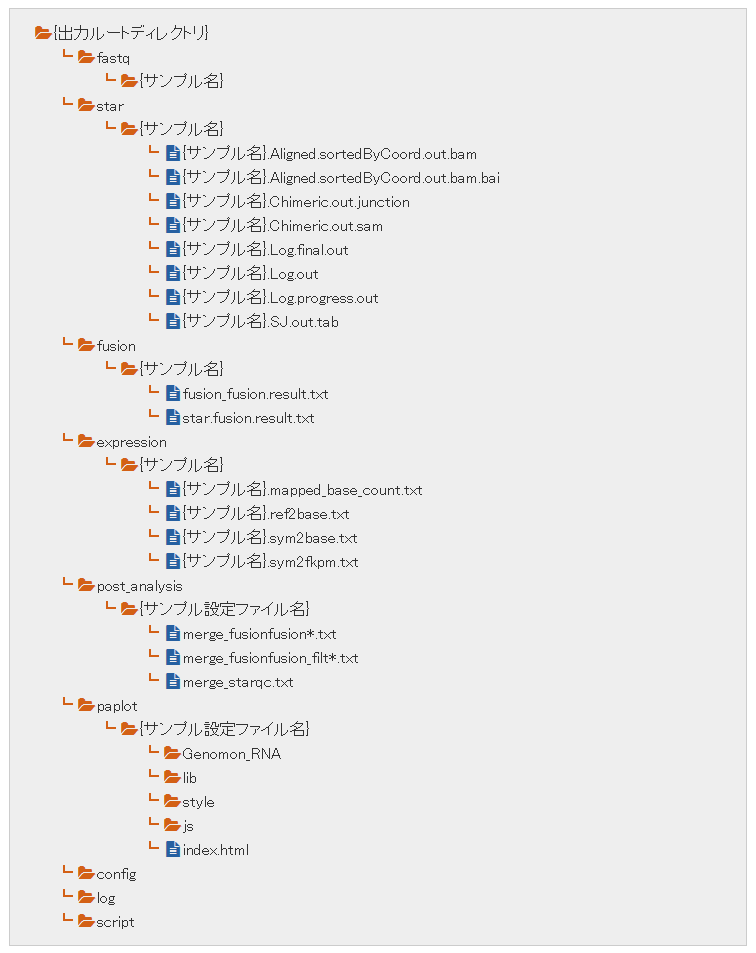 {出力ルートディレクトリ}
fastq
{サンプル名}
star
{サンプル名}
{サンプル名}.Aligned.sortedByCoord.out.bam
{サンプル名}.Aligned.sortedByCoord.out.bam.bai
{サンプル名}.Chimeric.out.junction
{サンプル名}.Chimeric.out.sam
{サンプル名}.Log.final.out
{サンプル名}.Log.out
{サンプル名}.Log.progress.out
{サンプル名}.SJ.out.tab
fusion
{サンプル名}
fusion_fusion.result.txt
star.fusion.result.txt
expression
{サンプル名}
{サンプル名}.mapped_base_count.txt
{サンプル名}.ref2base.txt
{サンプル名}.sym2base.txt
{サンプル名}.sym2fkpm.txt
post_analysis
{サンプル設定ファイル名}
merge_fusionfusion*.txt
merge_fusionfusion_filt*.txt
merge_starqc.txt
paplot
{サンプル設定ファイル名}
Genomon_RNA
lib
style
js
index.html
config
log
script